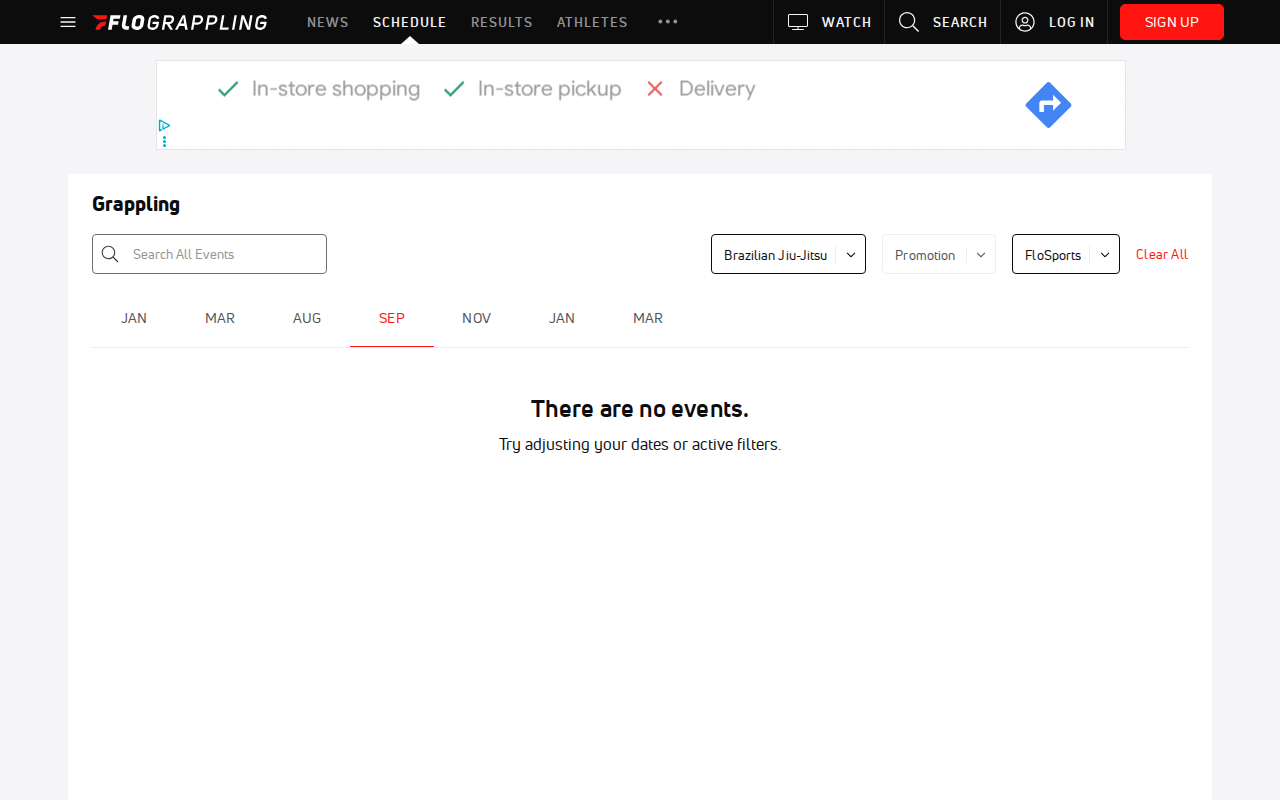 FLOGRAPPLING NEWS SCHEDULE RESULTS ATHLETES WATCH SEARCH LOG IN SIGN UP
In-store shopping In-store pickup Delivery
Grappling
Search All Events Brazilian Jiu-Jitsu Promotion FloSports Clear All
JAN MAR AUG SEP NOV JAN MAR
There are no events.
Try adjusting your dates or active filters.